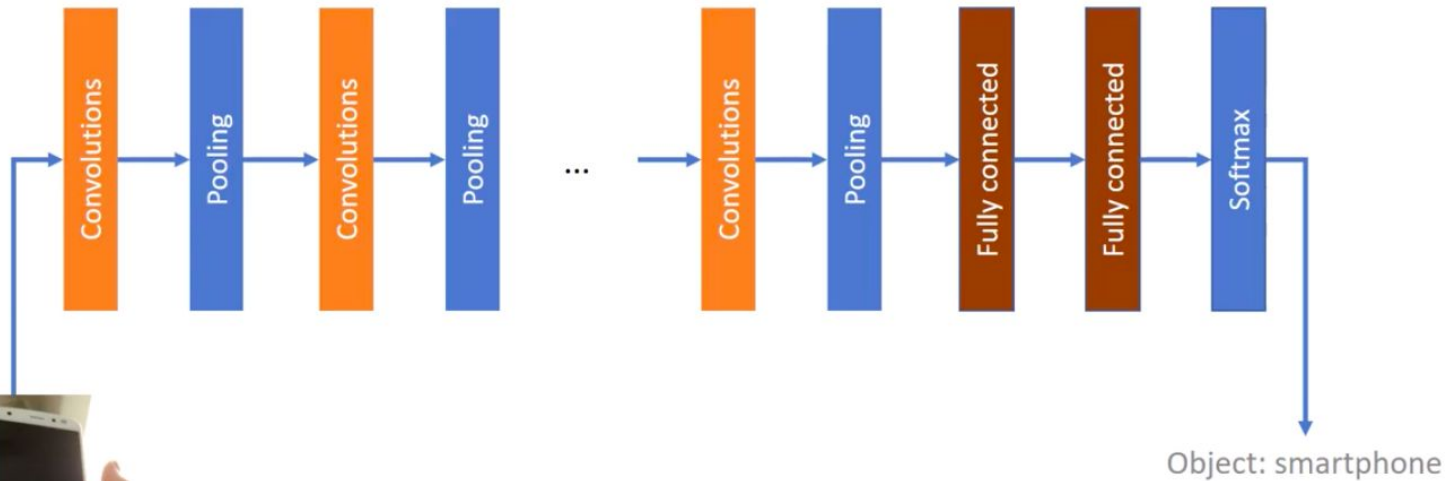 Convolutions
Pooling
Convolutions
Pooling
...
Convolutions
Pooling
Fully connected
Fully connected
Softmax
Object: smartphone